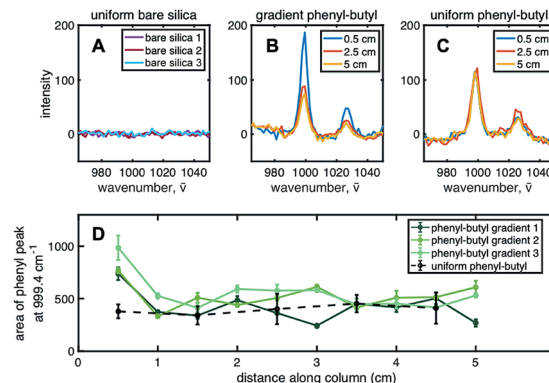 uniform bare silica
gradient phenyl-butyl
uniform phenyl-butyl
200
100
0
A
bare silica 1
bare silica 2
bare silica 3
980 1000 1020 1040
wavenumber, ṽ
intensity
200
100
0
B
0.5 cm
2.5 cm
5 cm
980 1000 1020 1040
wavenumber, ṽ
200
100
0
C
0.5 cm
2.5 cm
5 cm
980 1000 1020 1040
wavenumber, ṽ
D
phenyl-butyl gradient 1
phenyl-butyl gradient 2
phenyl-butyl gradient 3
uniform phenyl-butyl
area of phenyl peak
at 999.4 cm⁻¹
1000
500
0
0 1 2 3 4 5
distance along column (cm)